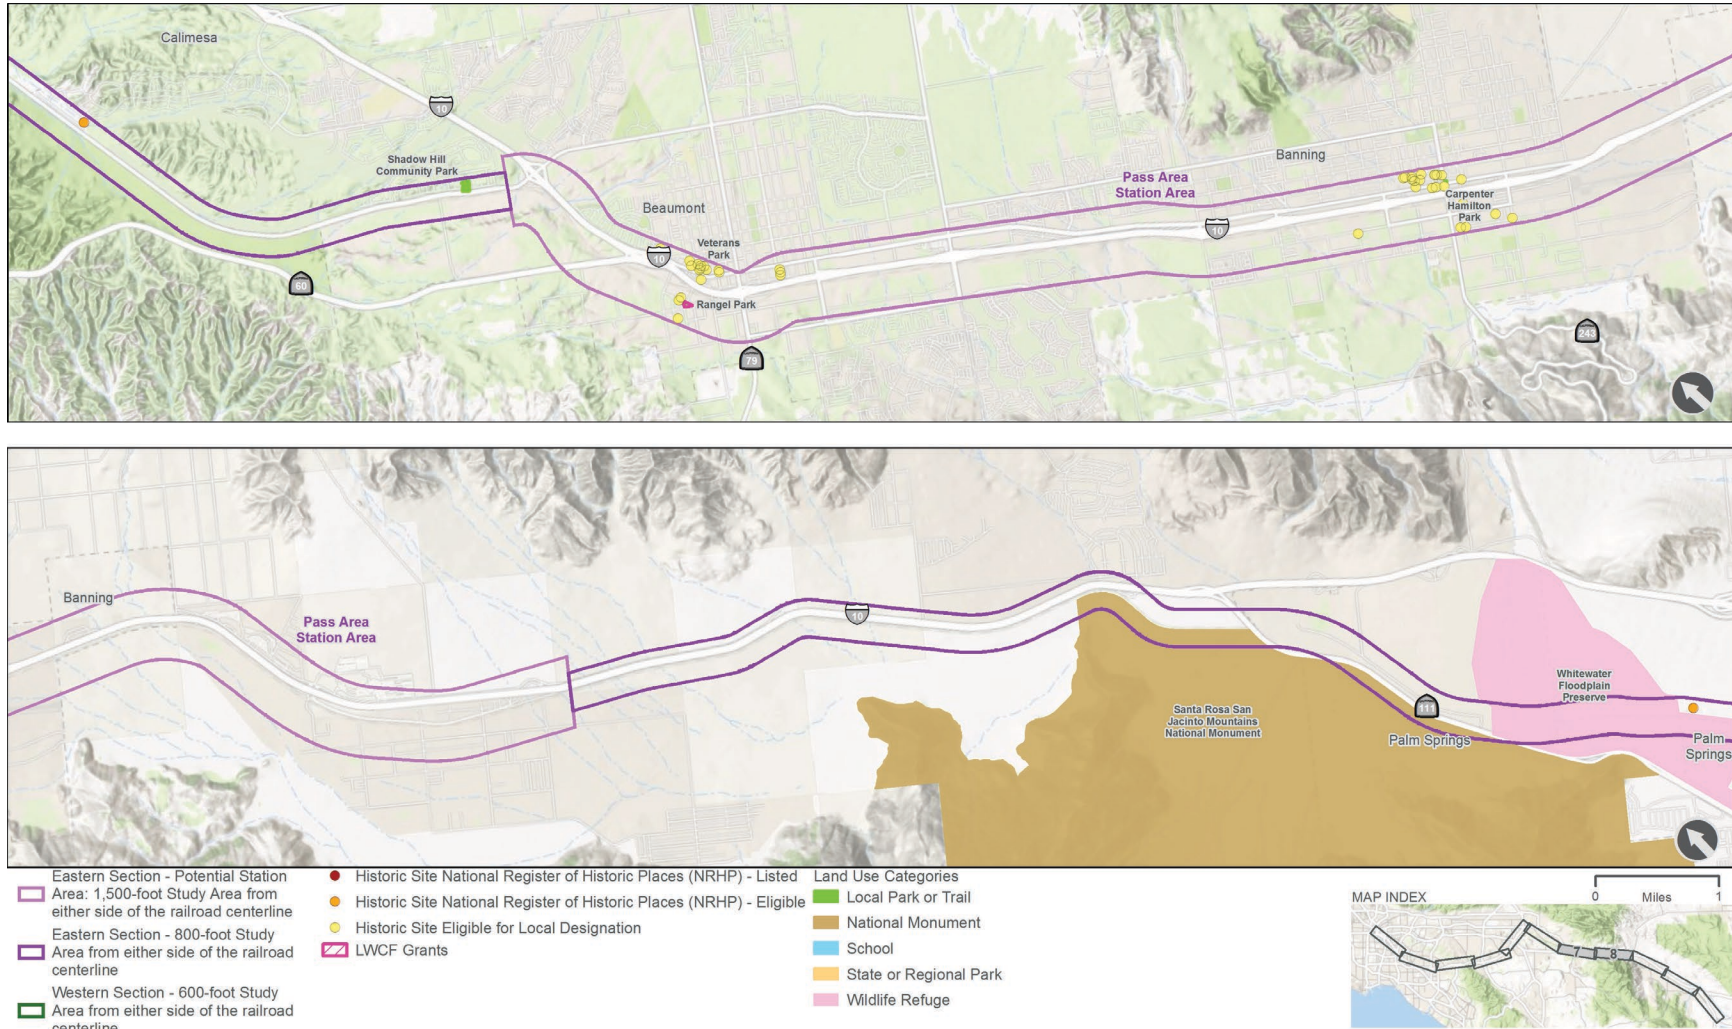 Calimesa
10
Shadow Hill
Community Park
60
Beaumont
Veterans
Park
10
Rangel Park
79
Pass Area
Station Area
10
Banning
Carpenter
Hamilton
Park
243
Banning
Pass Area
Station Area
10
Santa Rosa San
Jacinto Mountains
National Monument
111
Palm Springs
Whitewater
Floodplain
Preserve
Palm
Springs
Eastern Section - Potential Station
Area: 1,500-foot Study Area from
either side of the railroad centerline
Eastern Section - 800-foot Study
Area from either side of the railroad
centerline
Western Section - 600-foot Study
Area from either side of the railroad
centerline
Historic Site National Register of Historic Places (NRHP) - Listed
Historic Site National Register of Historic Places (NRHP) - Eligible
Historic Site Eligible for Local Designation
LWCF Grants
Land Use Categories
Local Park or Trail
National Monument
School
State or Regional Park
Wildlife Refuge
0 Miles 1
MAP INDEX
7 8